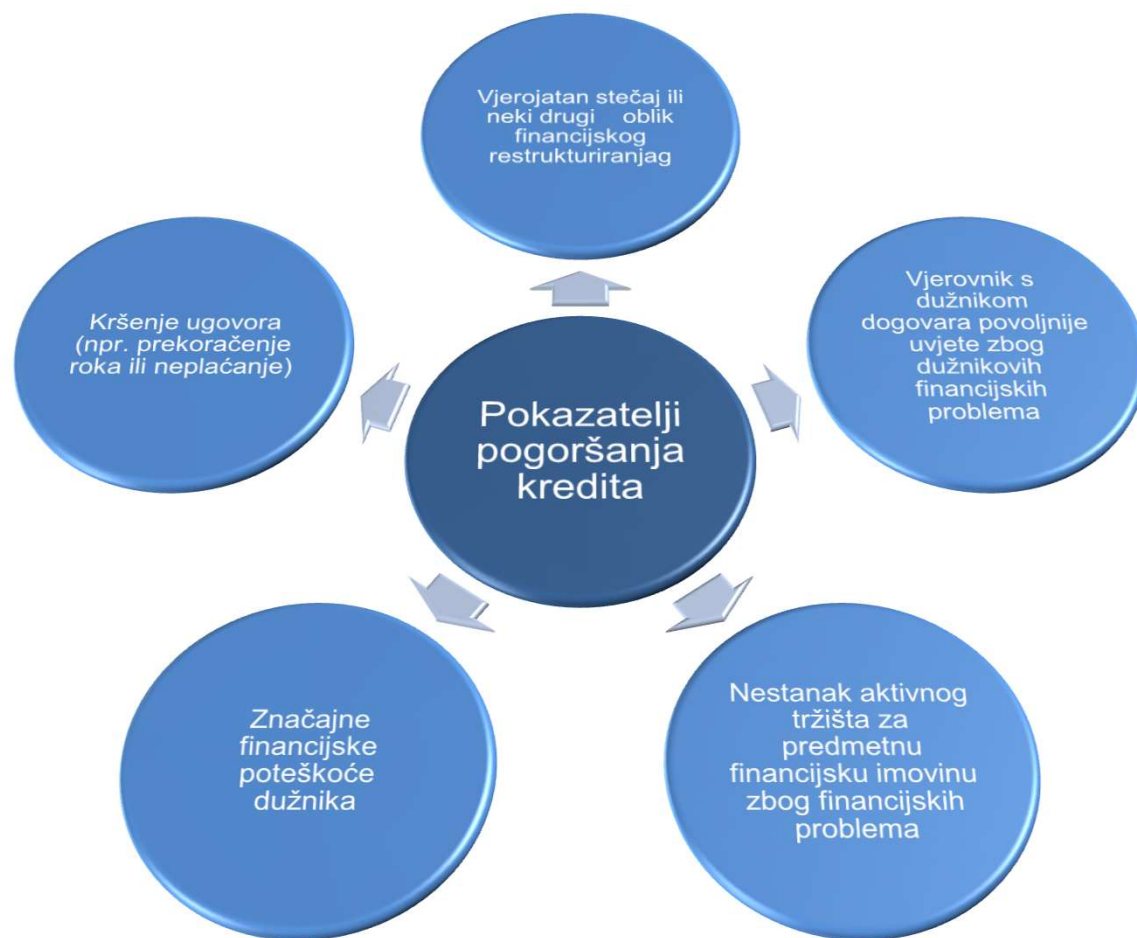 Vjerojatan stečaj ili
neki drugi oblik
financijskog
restrukturiranjag
Vjerovnik s
dužnikom
dogovara povoljnije
uvjete zbog
dužnikovih
financijskih
problema
Kršenje ugovora
(npr. prekoračenje
roka ili neplaćanje)
Pokazatelji
pogoršanja
kredita
Značajne
financijske
poteškoće
dužnika
Nestanak aktivnog
tržišta za
predmetnu
financijsku imovinu
zbog financijskih
problema